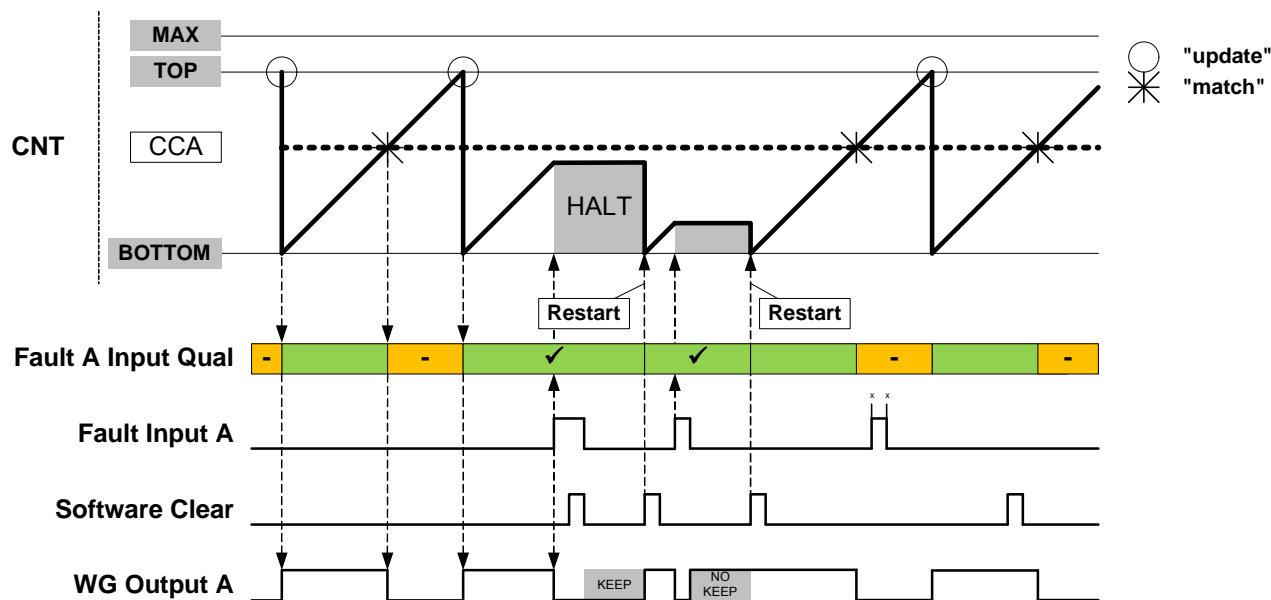 MAX
TOP
"update"
"match"
CNT
CCA
HALT
BOTTOM
Restart
Restart
Fault A Input Qual
-
-
✓
✓
-
-
x x
Fault Input A
Software Clear
WG Output A
KEEP
NO
KEEP